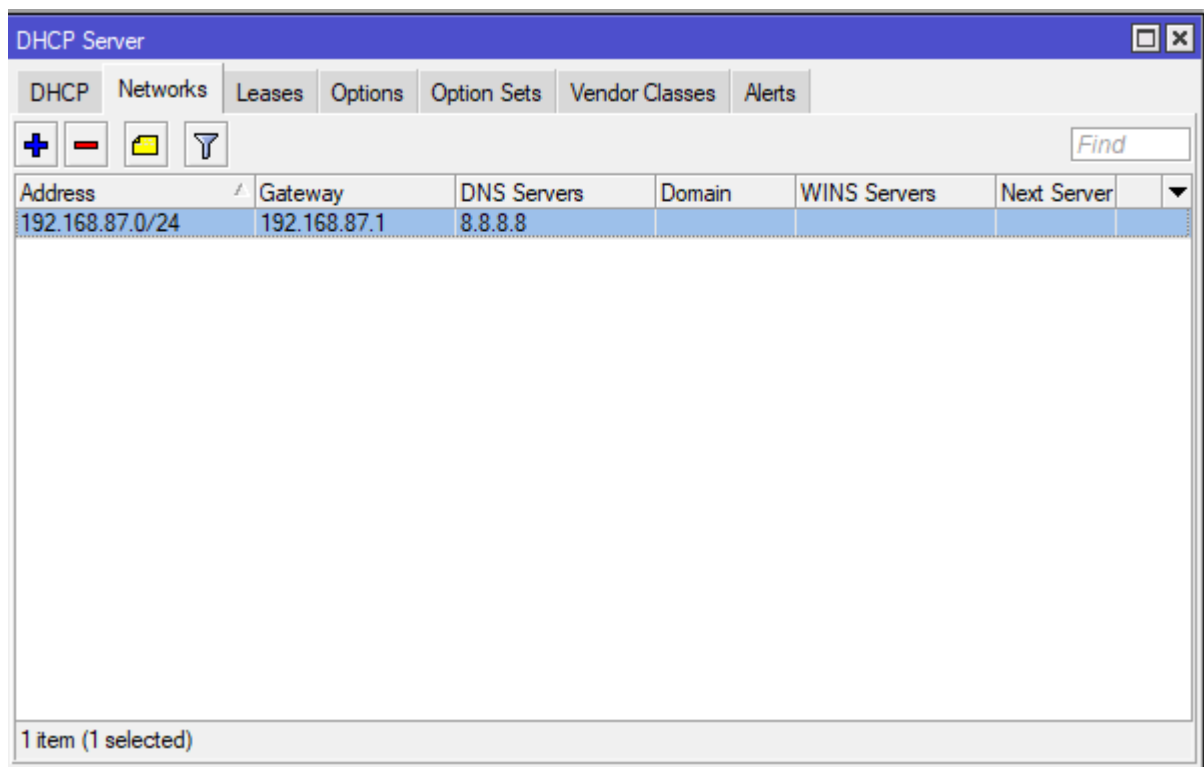 DHCP Server
DHCP Networks Leases Options Option Sets Vendor Classes Alerts
Find
Address Gateway DNS Servers Domain WINS Servers Next Server
192.168.87.0/24 192.168.87.1 8.8.8.8
1 item (1 selected)